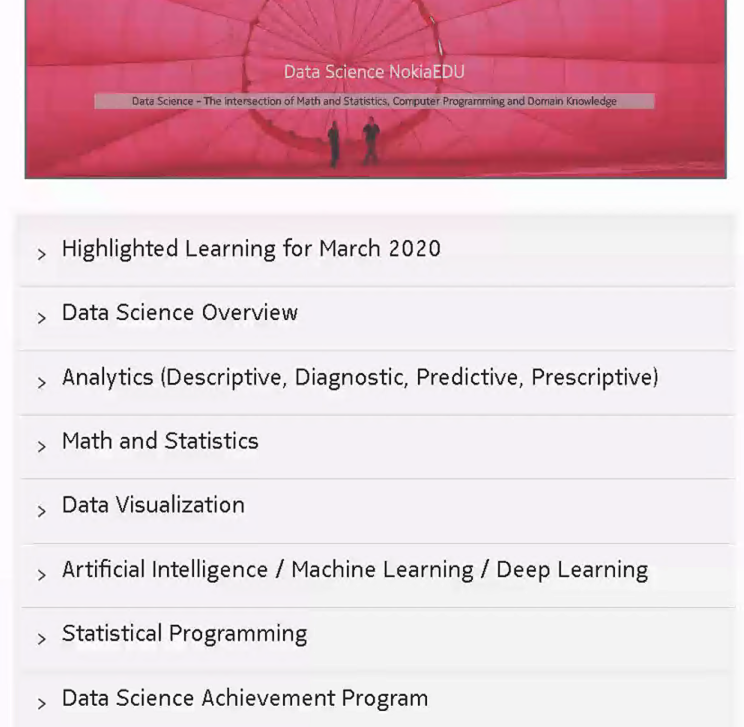 Data Science NokiaEDU
Data Science – The intersection of Math and Statistics, Computer Programming and Domain Knowledge
> Highlighted Learning for March 2020
> Data Science Overview
> Analytics (Descriptive, Diagnostic, Predictive, Prescriptive)
> Math and Statistics
> Data Visualization
> Artificial Intelligence / Machine Learning / Deep Learning
> Statistical Programming
> Data Science Achievement Program